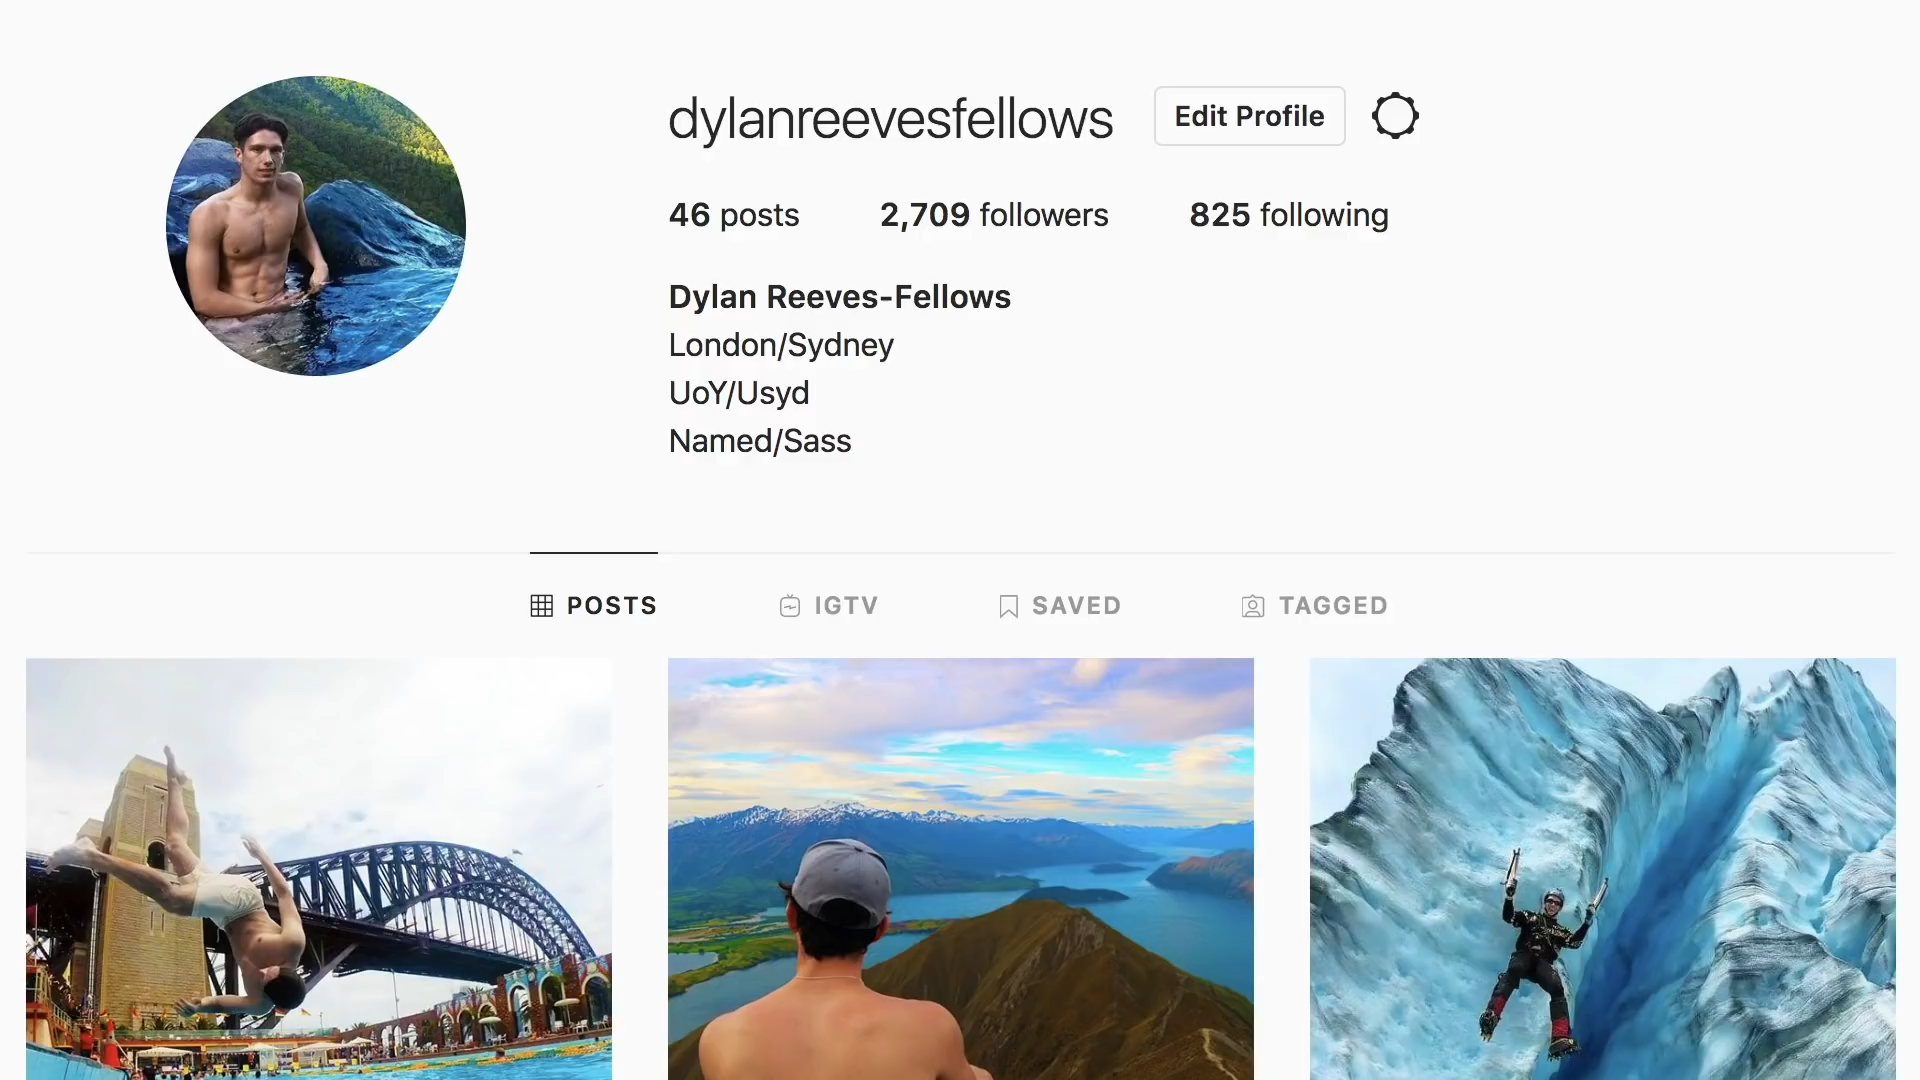 dylanreevesfellows Edit Profile
46 posts 2,709 followers 825 following
Dylan Reeves-Fellows
London/Sydney
UoY/Usyd
Named/Sass
POSTS IGTV SAVED TAGGED